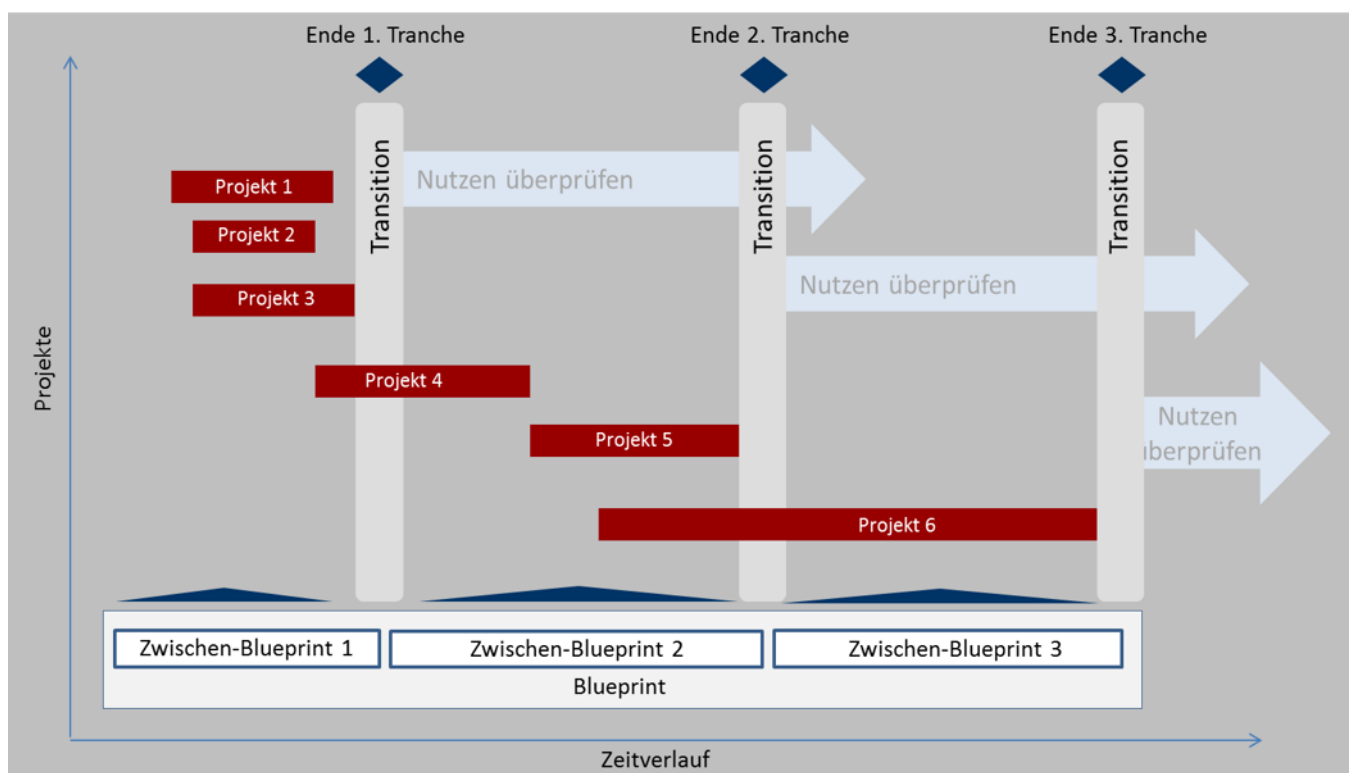 Ende 1. Tranche
Ende 2. Tranche
Ende 3. Tranche
Transition
Transition
Transition
Nutzen überprüfen
Projekt 1
Projekt 2
Nutzen überprüfen
Projekt 3
Projekte
Projekt 4
Nutzen
überprüfen
Projekt 5
Projekt 6
Zwischen-Blueprint 1
Zwischen-Blueprint 2
Zwischen-Blueprint 3
Blueprint
Zeitverlauf